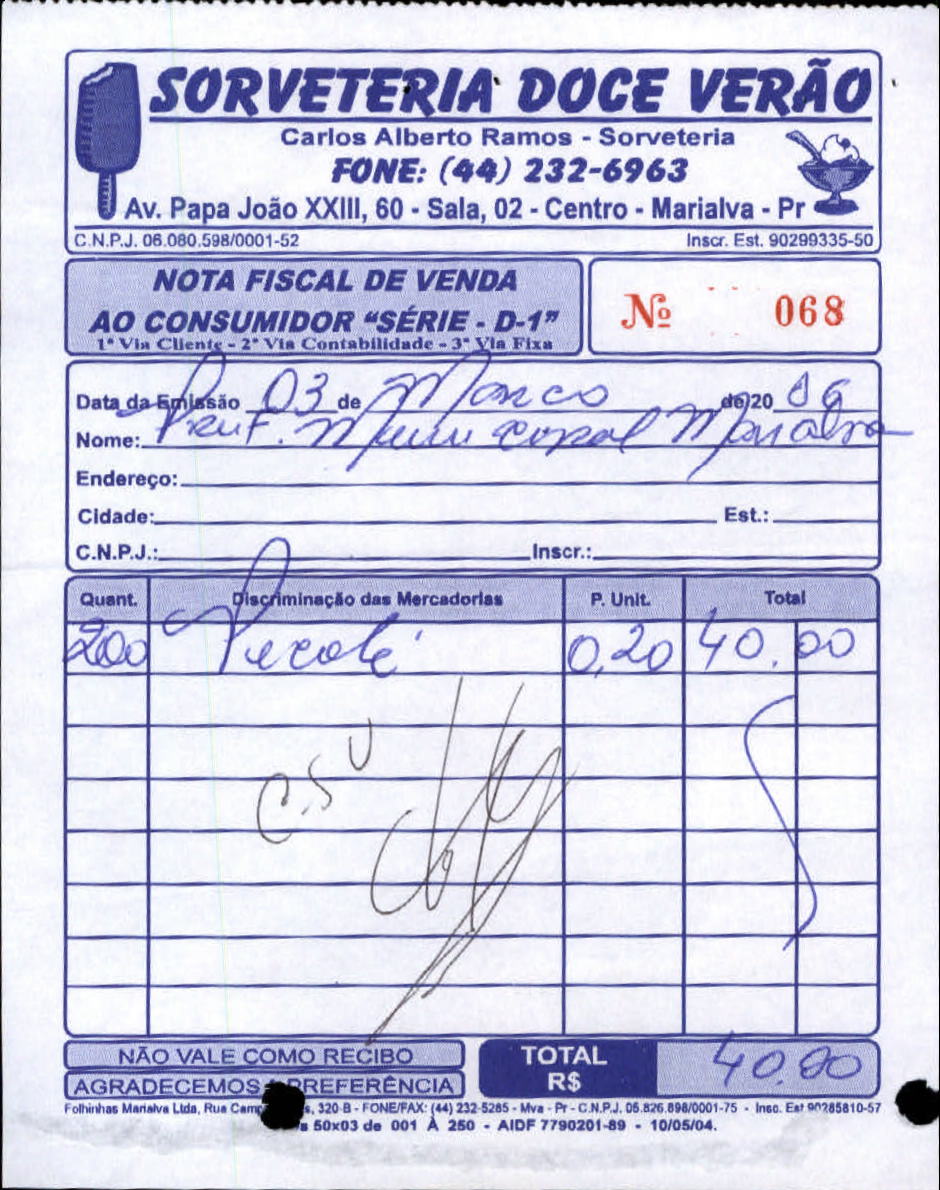 SORVETERIA DOCE VERÃO
Carlos Alberto Ramos - Sorveteria
FONE: (44) 232-6963
Av. Papa João XXIII, 60 - Sala, 02 - Centro - Marialva - Pr
C.N.P.J. 06.080.598/0001-52 Inscr. Est. 90299335-50
NOTA FISCAL DE VENDA
AO CONSUMIDOR “SÉRIE - D-1”
1ª Via Cliente - 2ª Via Contabilidade - 3ª Via Fixa
Nº 068
Data da Emissão 03 de Marco de 20 06
Nome: Pref. Municipal Marialva
Endereço:
Cidade: Est.:
C.N.P.J.: Inscr.:
Quant. Discriminação das Mercadorias P. Unit. Total
200 Picolé 0,20 40,00
C.S.U
NÃO VALE COMO RECIBO
AGRADECEMOS A PREFERÊNCIA
TOTAL R$ 40,00
Folhinhas Marialva Ltda, Rua 320 B - FONE/FAX: (44) 232-5285 - Mva - Pr - C.N.P.J. 05.826.898/0001-75 - Insc. Est 90285810-57
50x03 de 001 À 250 - AIDF 7790201-89 - 10/05/04.